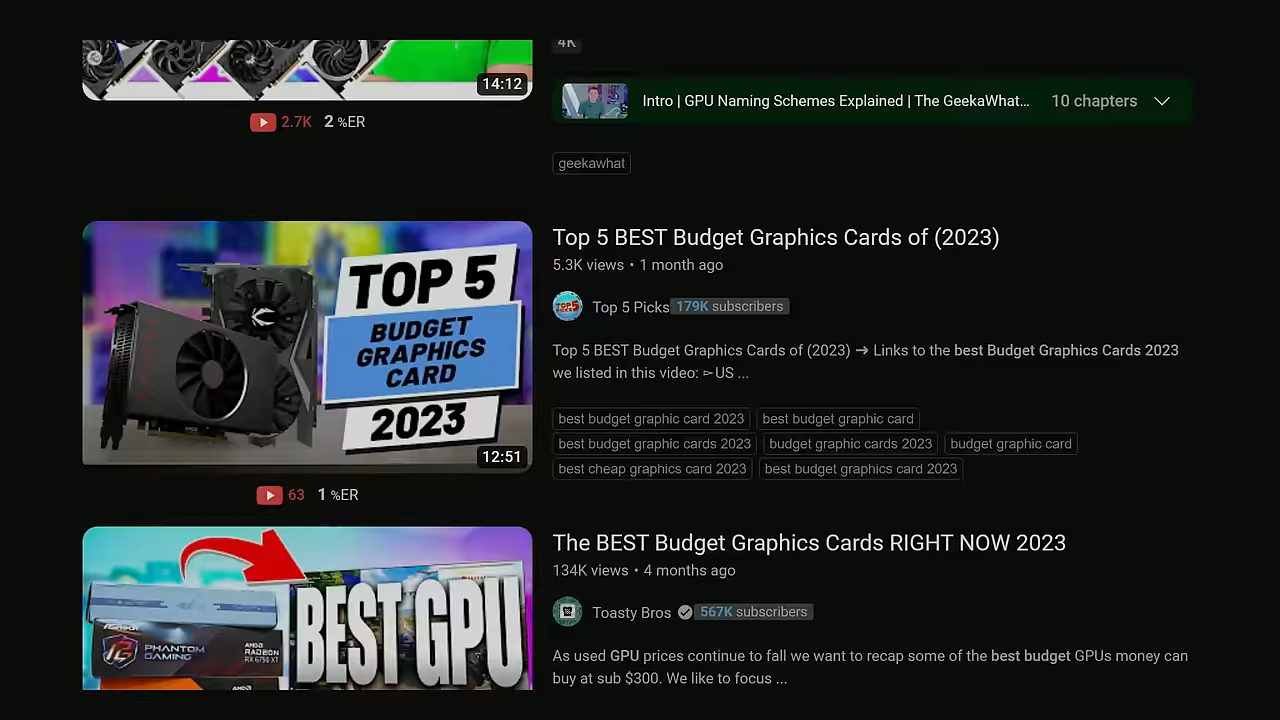 4K
14:12
Intro | GPU Naming Schemes Explained | The GeekaWhat...
10 chapters
2.7K 2 %ER
geekawhat
TOP 5
BUDGET
GRAPHICS
CARD
2023
12:51
63 1 %ER
Top 5 BEST Budget Graphics Cards of (2023)
5.3K views • 1 month ago
Top 5 Picks 179K subscribers
Top 5 BEST Budget Graphics Cards of (2023) ➔ Links to the best Budget Graphics Cards 2023
we listed in this video: ➢US ...
best budget graphic card 2023 best budget graphic card
best budget graphic cards 2023 budget graphic cards 2023 budget graphic card
best cheap graphics card 2023 best budget graphics card 2023
BEST GPU
PHANTOM
GAMING
AMD
RADEON
RX 6750 XT
AMD
The BEST Budget Graphics Cards RIGHT NOW 2023
134K views • 4 months ago
Toasty Bros 567K subscribers
As used GPU prices continue to fall we want to recap some of the best budget GPUs money can
buy at sub $300. We like to focus ...